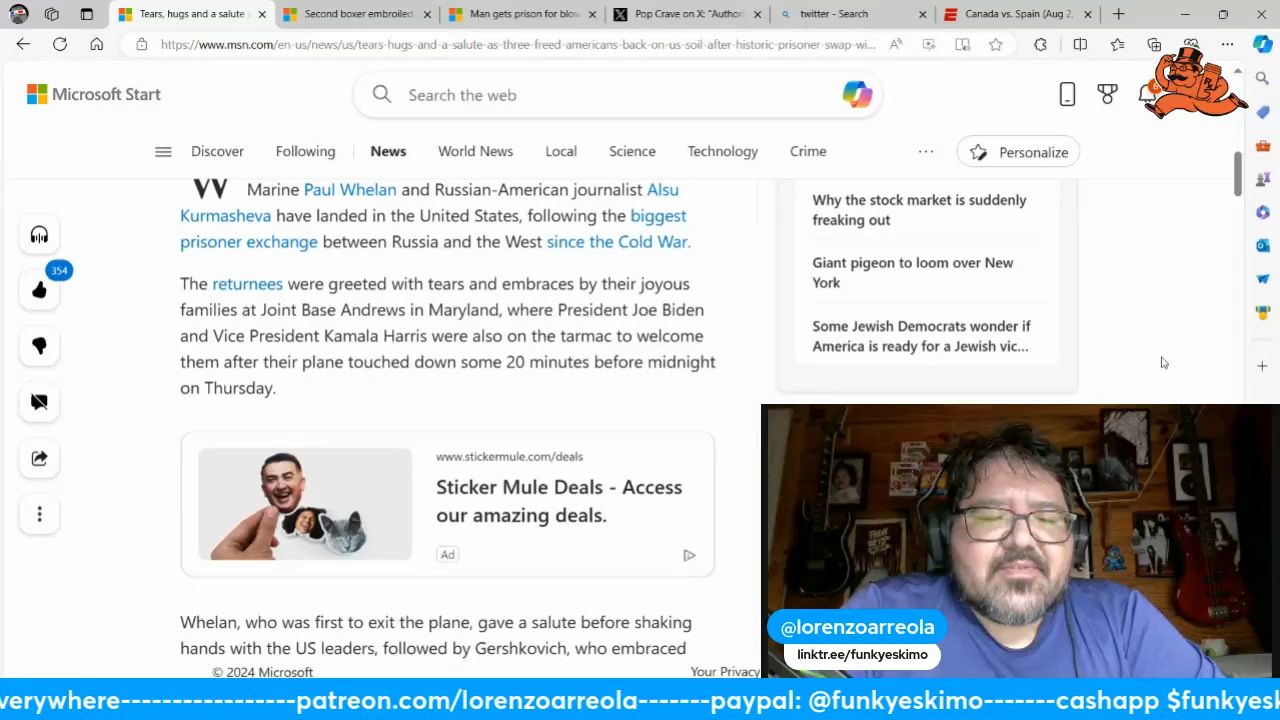 Tears, hugs and a salute
Second boxer embroiled
Man gets prison for blow
Pop Crave on X: "Author
twitter - Search
Canada vs. Spain (Aug 2,
https://www.msn.com/en-us/news/us/tears-hugs-and-a-salute-as-three-freed-americans-back-on-us-soil-after-historic-prisoner-swap-wi...
Microsoft Start
Search the web
Discover
Following
News
World News
Local
Science
Technology
Crime
Personalize
W Marine Paul Whelan and Russian-American journalist Alsu
Kurmasheva have landed in the United States, following the biggest
prisoner exchange between Russia and the West since the Cold War.
354
The returnees were greeted with tears and embraces by their joyous
families at Joint Base Andrews in Maryland, where President Joe Biden
and Vice President Kamala Harris were also on the tarmac to welcome
them after their plane touched down some 20 minutes before midnight
on Thursday.
www.stickermule.com/deals
Sticker Mule Deals - Access
our amazing deals.
Ad
Whelan, who was first to exit the plane, gave a salute before shaking
hands with the US leaders, followed by Gershkovich, who embraced
© 2024 Microsoft
Your Privacy
Why the stock market is suddenly
freaking out
Giant pigeon to loom over New
York
Some Jewish Democrats wonder if
America is ready for a Jewish vic...
@lorenzoarreola
linktr.ee/funkyeskimo
verywhere----------------patreon.com/lorenzoarreola-------paypal: @funkyeskimo-------cashapp $funkyesk